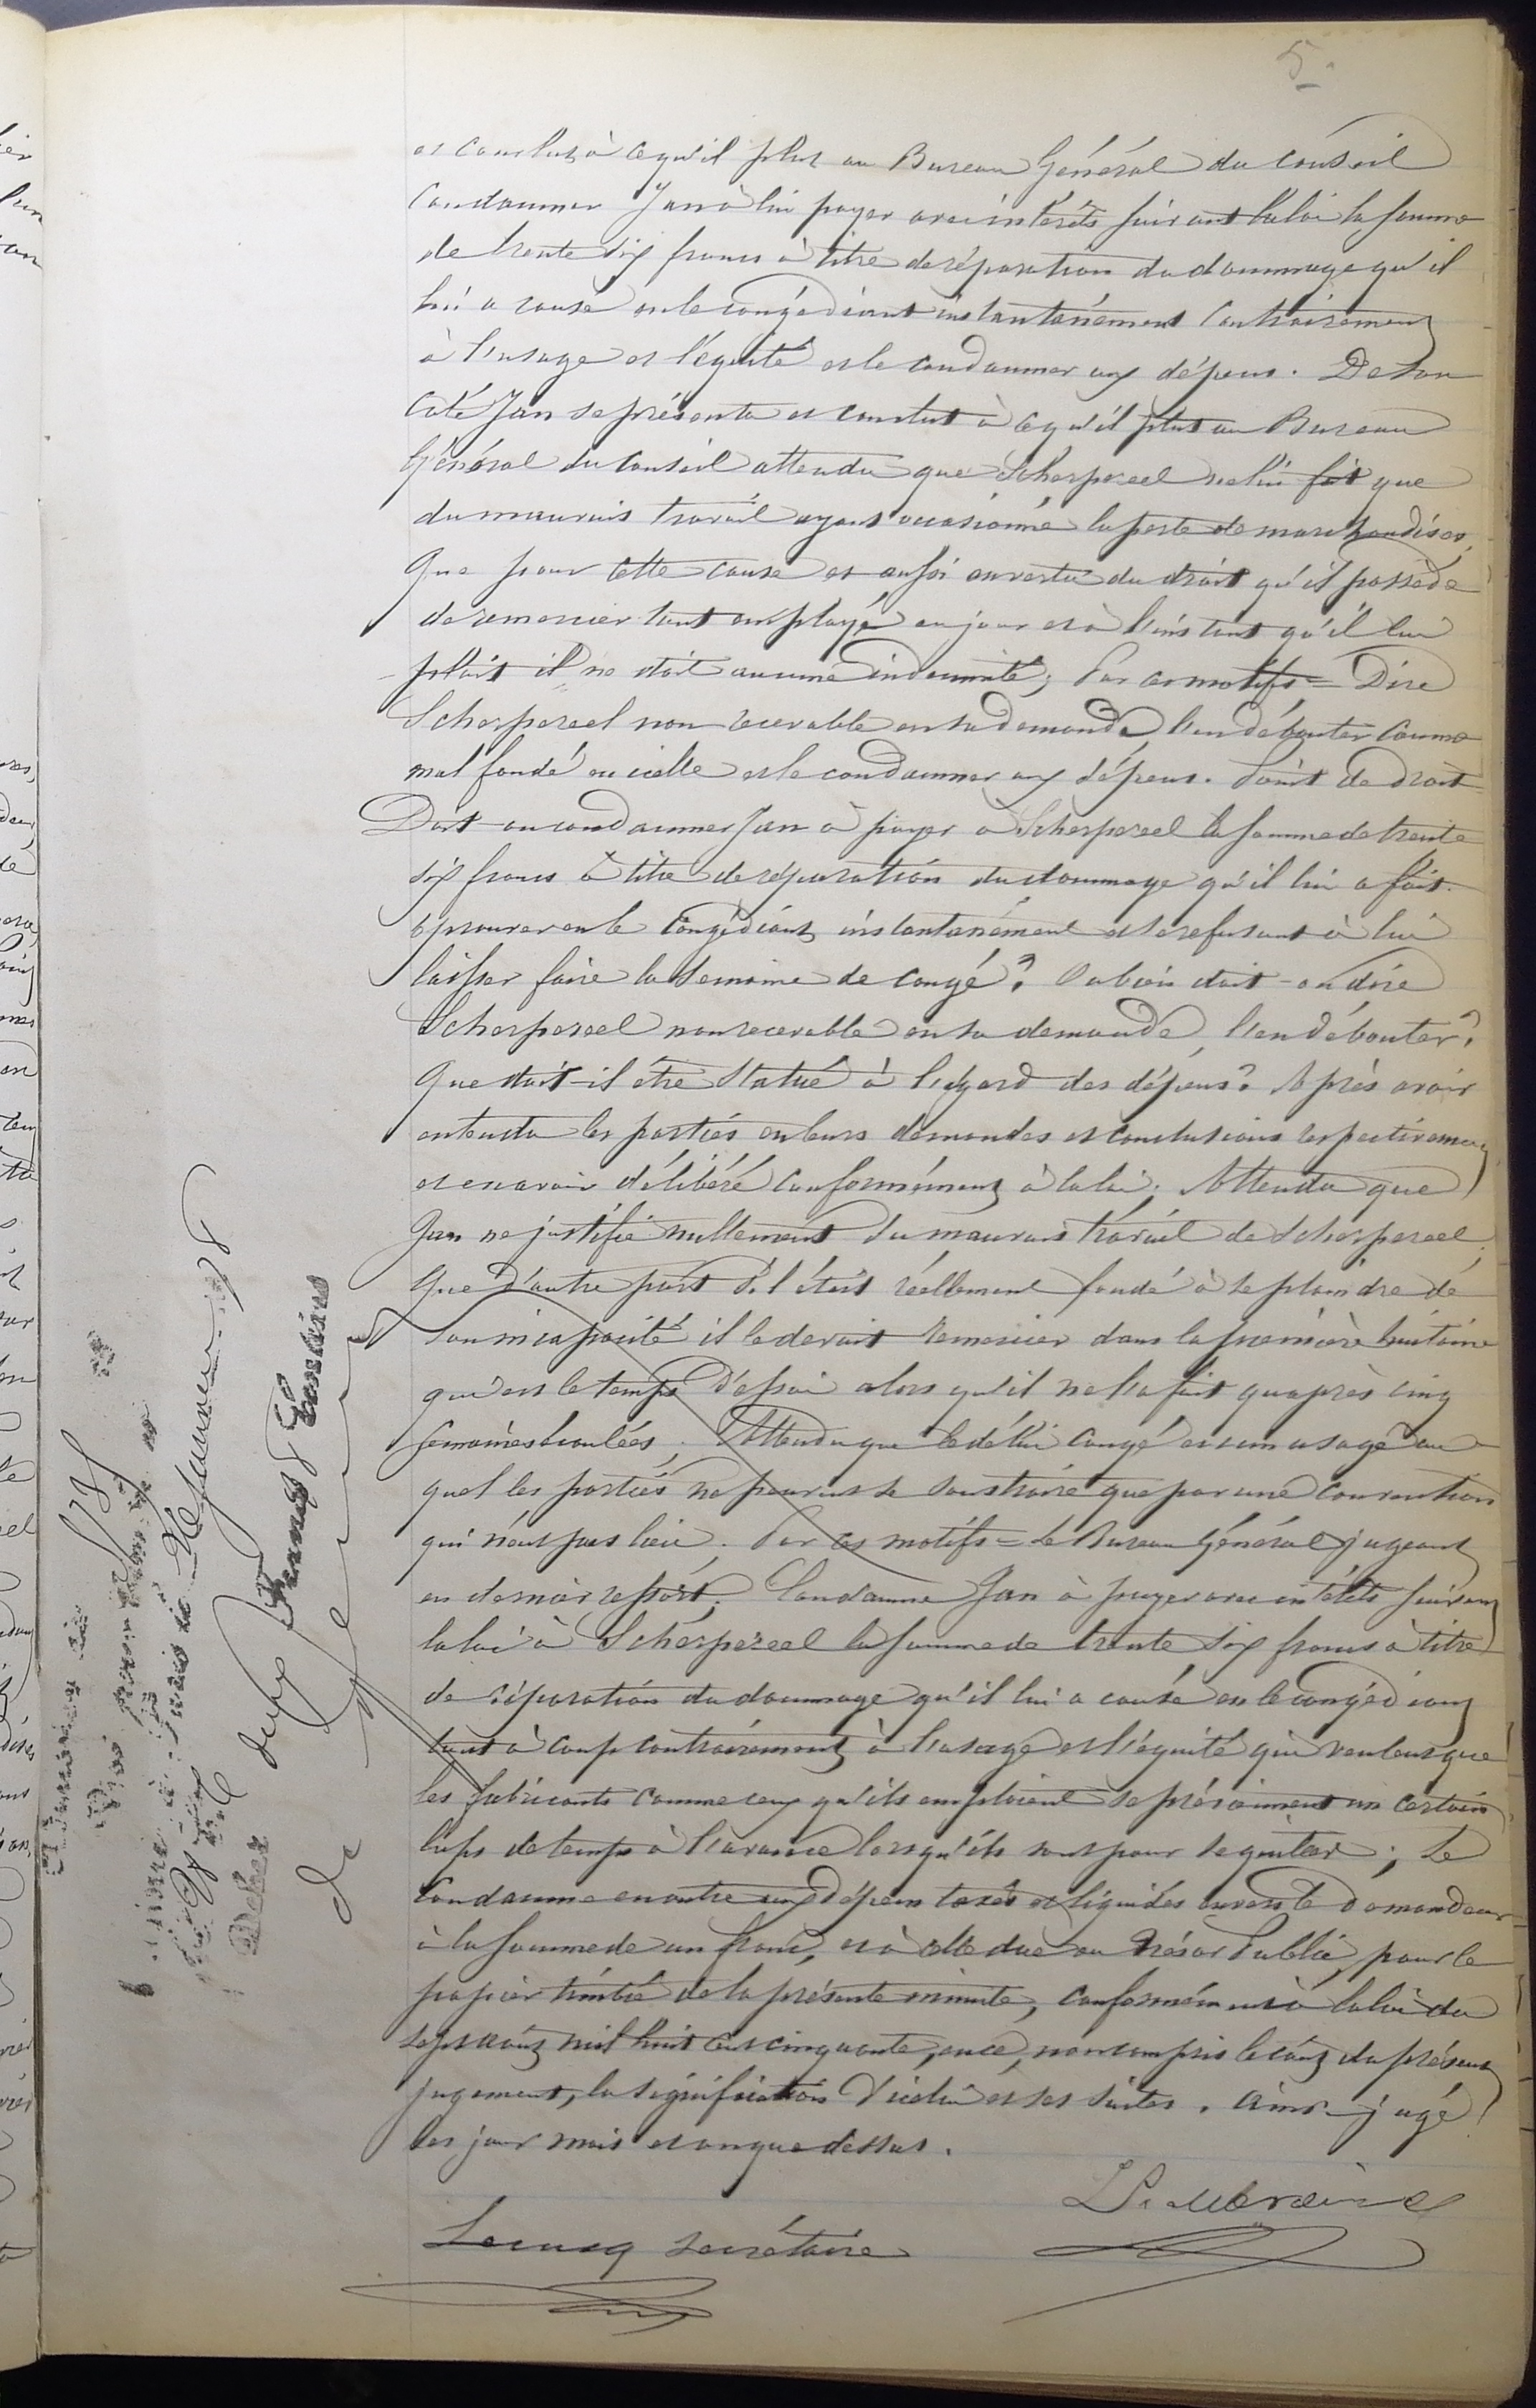 5.
et conclut à ce qu'il plut au Bureau Général du Conseil
Condamner Jan à lui payer avec intérêts suivant la loi la somme
de trente six francs à titre de réparation du dommage qu'il
lui a causé en le congédiant instantanément contrairement
à l'usage et l'équité et le condamner aux dépens. De son
côté Jan se présenta et conclut à ce qu'il plut au Bureau
Général du Conseil attendu que Scherpereel ne lui fit que
du mauvais travail ayant occasionné la perte de marchandises,
Que pour cette cause et aussi en vertu du droit qu'il possède
de remercier tout employé au jour et à l'instant qu'il lui
plait il ne doit aucune indemnité; Par ces motifs = Dire
Scherpereel non recevable en sa demande, l'en débouter comme
mal fondé en icelle et le condamner aux dépens. Point de droit
Doit-on condamner Jan à payer à Scherpereel la somme de trente
six francs à titre de réparation du dommage qu'il lui a fait
éprouver en le congédiant instantanément et se refusant à lui
laisser faire la semaine de congé? Ou bien doit-on dire
Scherpereel non recevable en sa demande, l'en débouter?
Que doit-il être statué à l'égard des dépens? Après avoir
entendu les parties en leurs demandes et conclusions respectivement
et en avoir délibéré conformément à la loi; Attendu que
Jan ne justifie nullement du mauvais travail de Scherpereel
Que d'autre part s'il était réellement fondé à se plaindre de
son incapacité il le devait remercier dans la première huitaine
qui est le temps d'essai alors qu'il ne l'a fait qu'après cinq
semaines écoulées; Attendu que le délai congé est un usage au
quel les parties ne peuvent se soustraire que par une convention
qui n'eut pas lieu. Par ces motifs = Le Bureau Général jugeant
en dernier ressort; Condamne Jan à payer avec intérêts suivant
la loi à Scherpereel la somme de trente six francs à titre
de réparation du dommage qu'il lui a causé en le congédiant
tout à coup contrairement à l'usage et l'équité qui veulent que
les fabricants comme ceux qu'ils emploient se préviennent un certain
laps de temps à l'avance lorsqu'ils sont pour se quitter; Le
Condamne en outre aux dépens taxés et liquidés envers le demandeur
à la somme de un franc, et à celle due au Trésor Public, pour le
papier timbré de la présente minute, conformément à la loi du
sept août mil huit cent cinquante, ence, non compris le coût du présent
jugement, la signification d'icelui et ses suites. Ainsi jugé
les jour mois et an que dessus.
Lecucq secrétaire